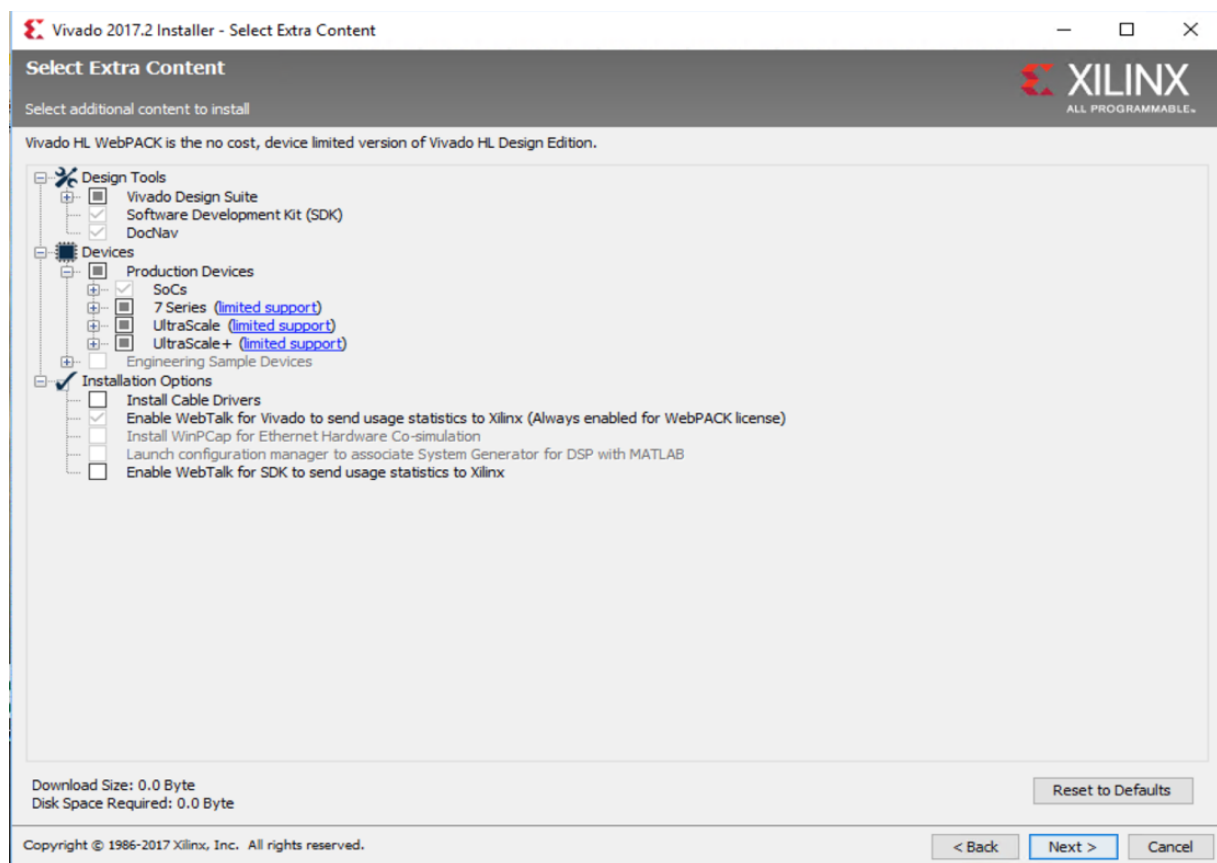 Vivado 2017.2 Installer - Select Extra Content
Select Extra Content
XILINX
ALL PROGRAMMABLE™
Select additional content to install
Vivado HL WebPACK is the no cost, device limited version of Vivado HL Design Edition.
Design Tools
Vivado Design Suite
Software Development Kit (SDK)
DocNav
Devices
Production Devices
SoCs
7 Series (limited support)
UltraScale (limited support)
UltraScale+ (limited support)
Engineering Sample Devices
Installation Options
Install Cable Drivers
Enable WebTalk for Vivado to send usage statistics to Xilinx (Always enabled for WebPACK license)
Install WinPCap for Ethernet Hardware Co-simulation
Launch configuration manager to associate System Generator for DSP with MATLAB
Enable WebTalk for SDK to send usage statistics to Xilinx
Download Size: 0.0 Byte
Disk Space Required: 0.0 Byte
Reset to Defaults
Copyright © 1986-2017 Xilinx, Inc. All rights reserved.
< Back Next > Cancel